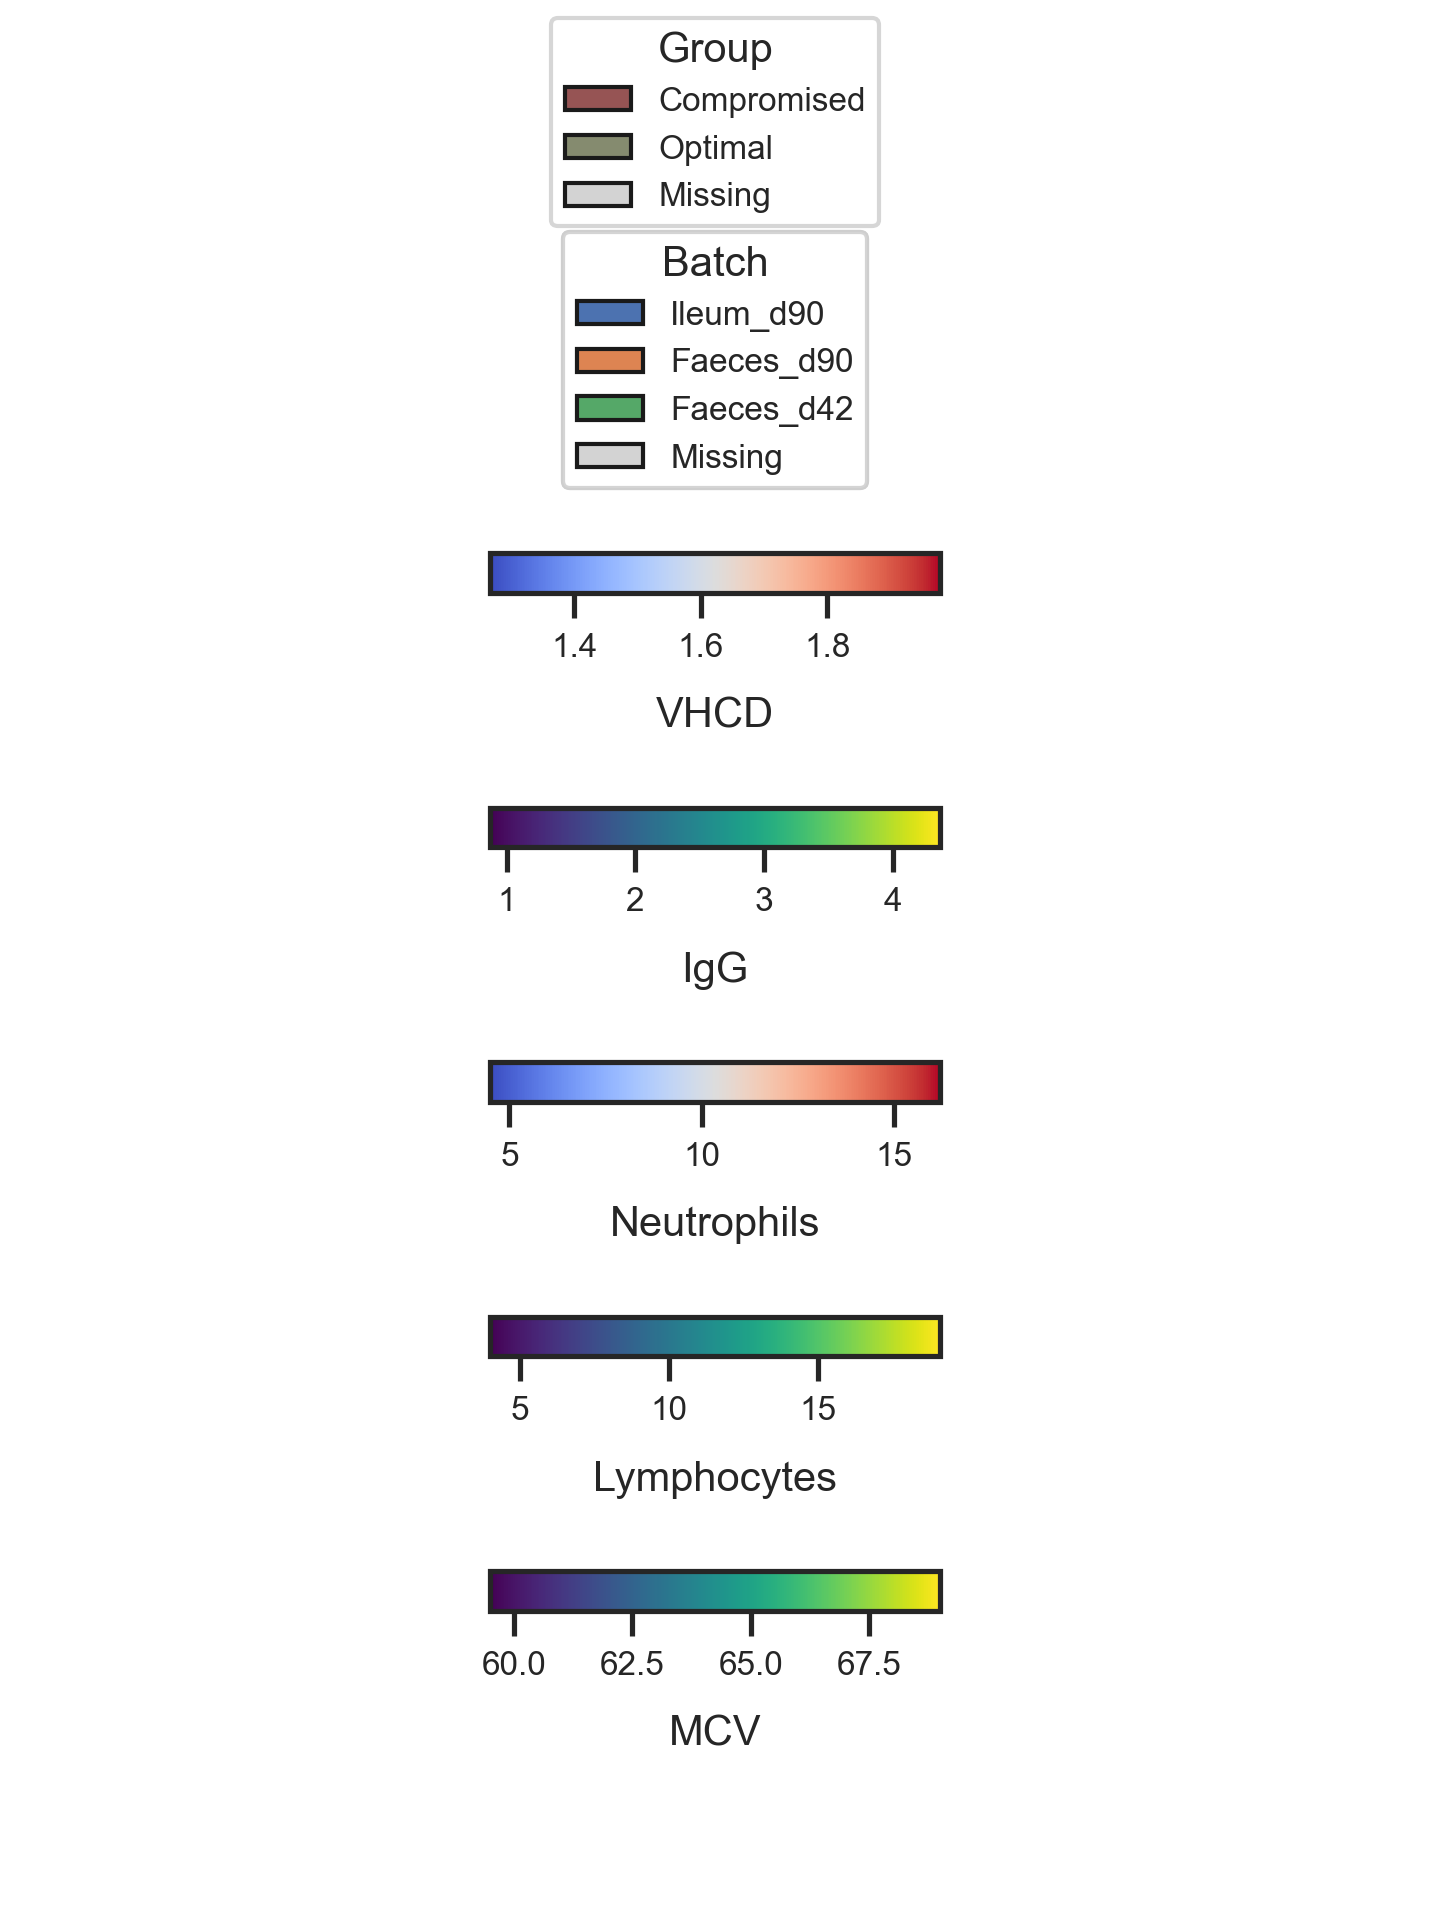 Group
Compromised
Optimal
Missing
Batch
Ileum_d90
Faeces_d90
Faeces_d42
Missing
1.4 1.6 1.8
VHCD
1 2 3 4
IgG
5 10 15
Neutrophils
5 10 15
Lymphocytes
60.0 62.5 65.0 67.5
MCV